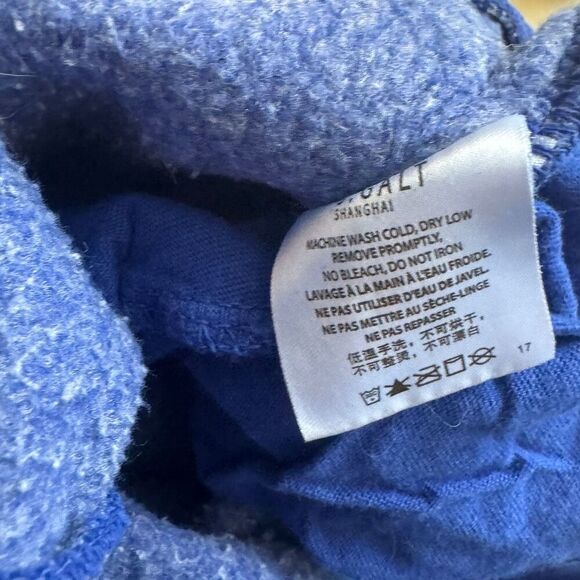 SHANGHAI
MACHINE WASH COLD, DRY LOW
REMOVE PROMPTLY,
NO BLEACH, DO NOT IRON
LAVAGE À LA MAIN À L'EAU FROIDE.
NE PAS UTILISER D'EAU DE JAVEL.
NE PAS METTRE AU SÈCHE-LINGE
NE PAS REPASSER
低温手洗，不可烘干，
不可整烫，不可漂白
17